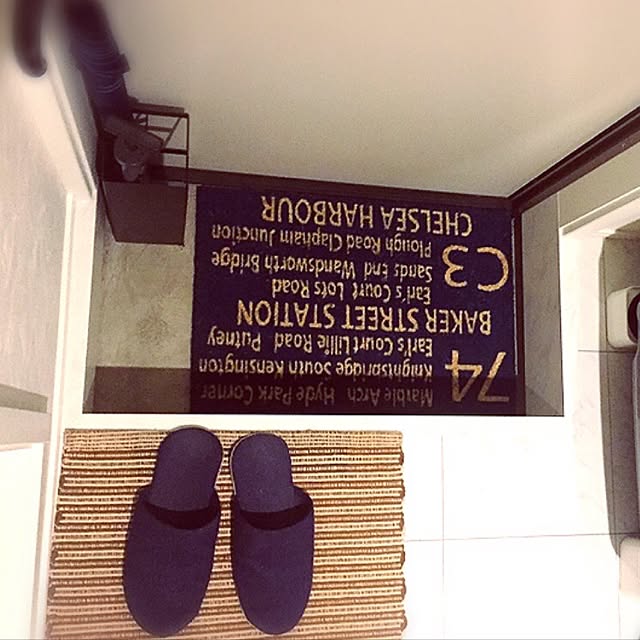 Marble Arch Hyde Park Corner
Knightsbridge South Kensington
74 Earl's Court Lillie Road Putney
BAKER STREET STATION
Earl's Court Lots Road
C3 Sands End Wandsworth Bridge
Plough Road Clapham Junction
CHELSEA HARBOUR